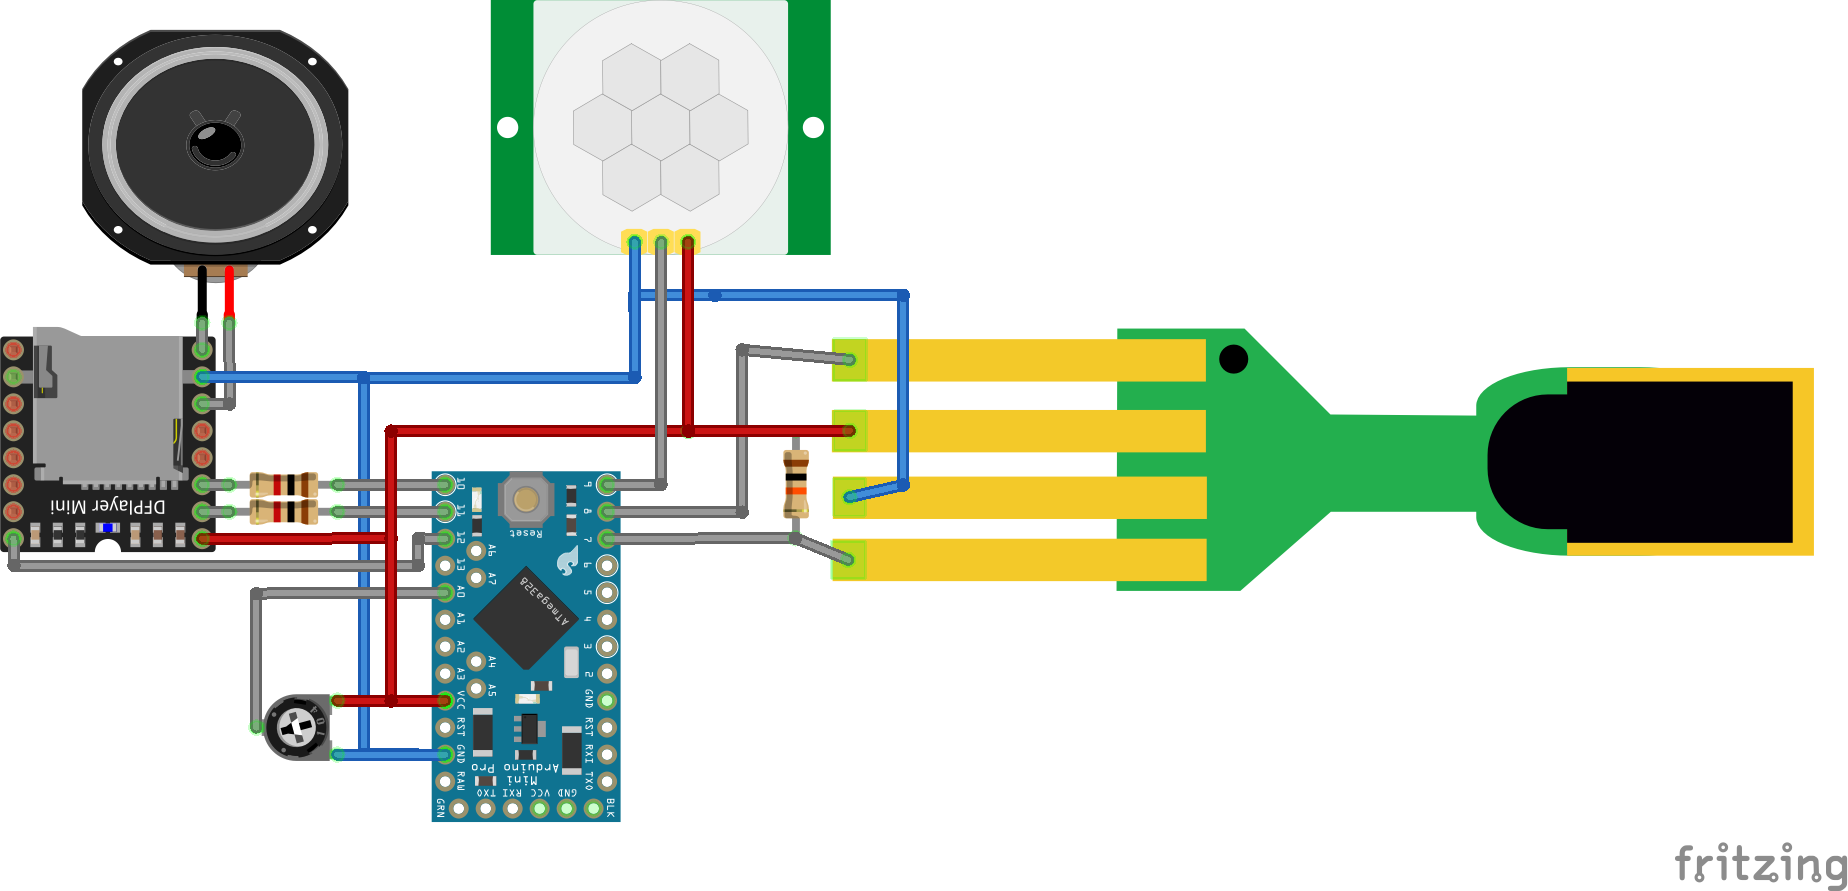 DFPlayer Mini
10
11
12
13
A0
A1
A2
A3
VCC
RST
GND
RAW
A6
A7
A4
A5
Reset
ATmega328
9
8
7
6
5
4
3
2
GND
RST
RXI
TXO
Arduino
Pro
Mini
GRN
TXO
RXI
VCC
GND
BLK
fritzing